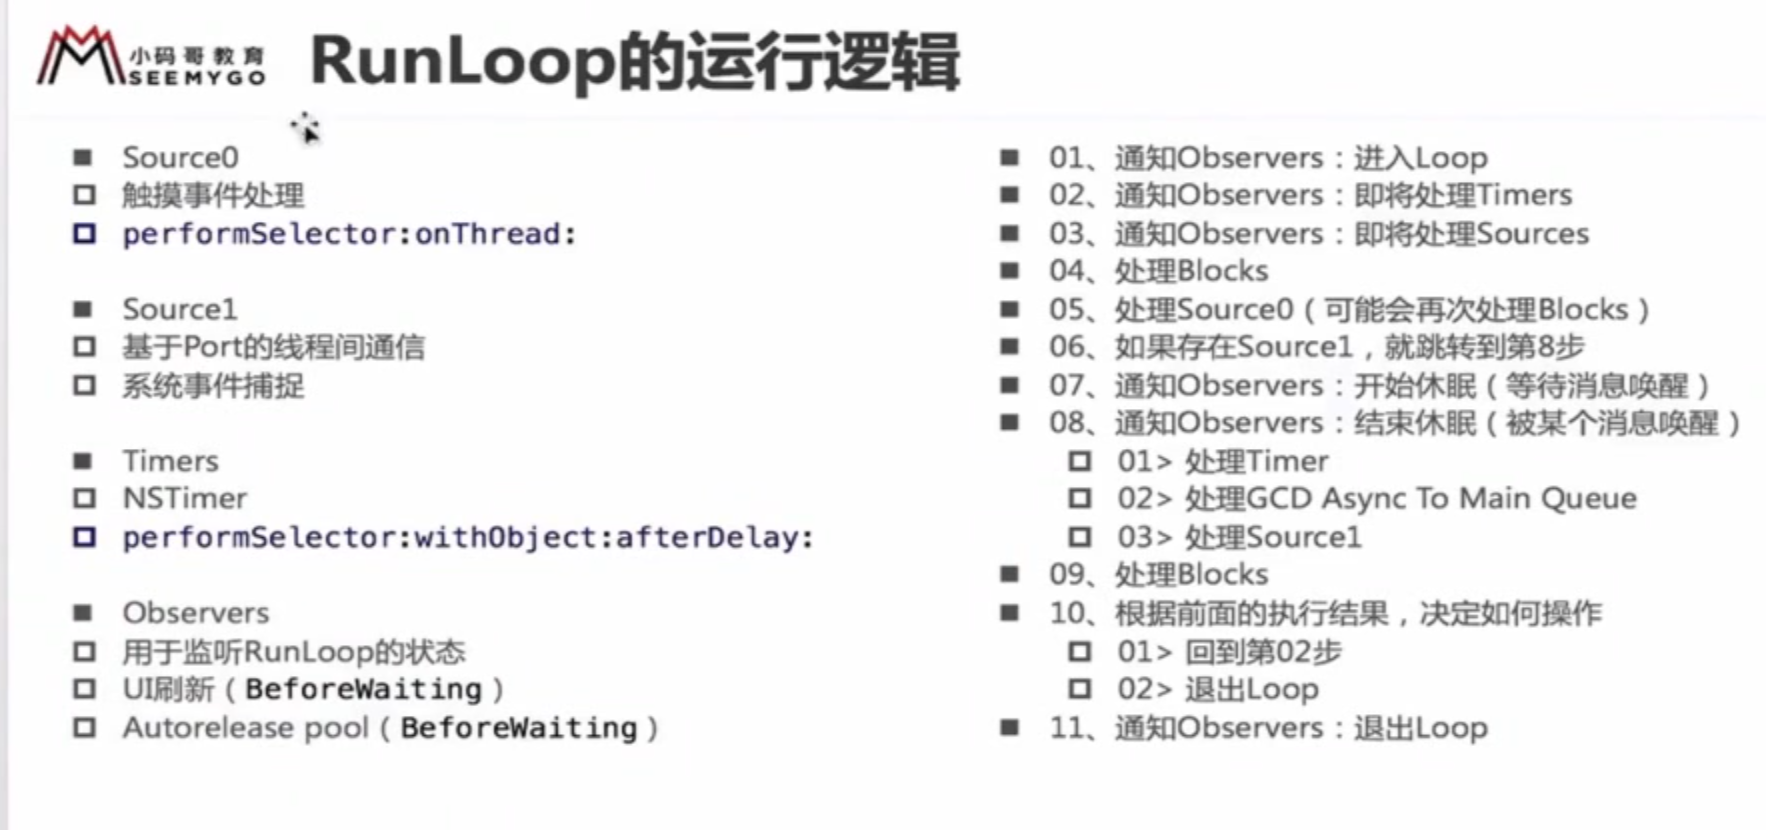 小码哥教育
SEEMYGO
RunLoop的运行逻辑
Source0
触摸事件处理
performSelector:onThread:
Source1
基于Port的线程间通信
系统事件捕捉
Timers
NSTimer
performSelector:withObject:afterDelay:
Observers
用于监听RunLoop的状态
UI刷新（BeforeWaiting）
Autorelease pool（BeforeWaiting）
01、通知Observers：进入Loop
02、通知Observers：即将处理Timers
03、通知Observers：即将处理Sources
04、处理Blocks
05、处理Source0（可能会再次处理Blocks）
06、如果存在Source1，就跳转到第8步
07、通知Observers：开始休眠（等待消息唤醒）
08、通知Observers：结束休眠（被某个消息唤醒）
01> 处理Timer
02> 处理GCD Async To Main Queue
03> 处理Source1
09、处理Blocks
10、根据前面的执行结果，决定如何操作
01> 回到第02步
02> 退出Loop
11、通知Observers：退出Loop